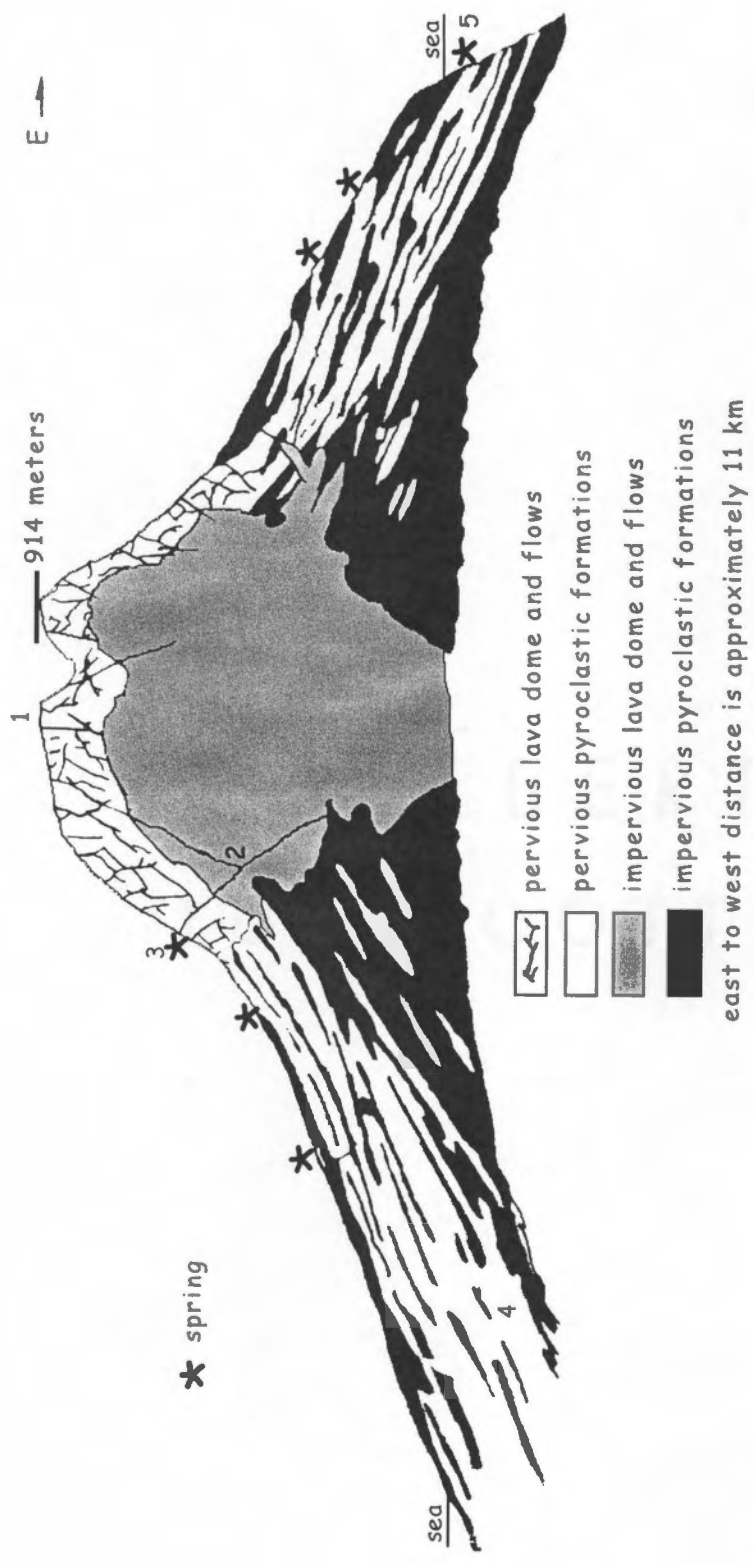 E
1
914 meters
2
3
spring
sea
sea
5
4
pervious lava dome and flows
pervious pyroclastic formations
impervious lava dome and flows
impervious pyroclastic formations
east to west distance is approximately 11 km